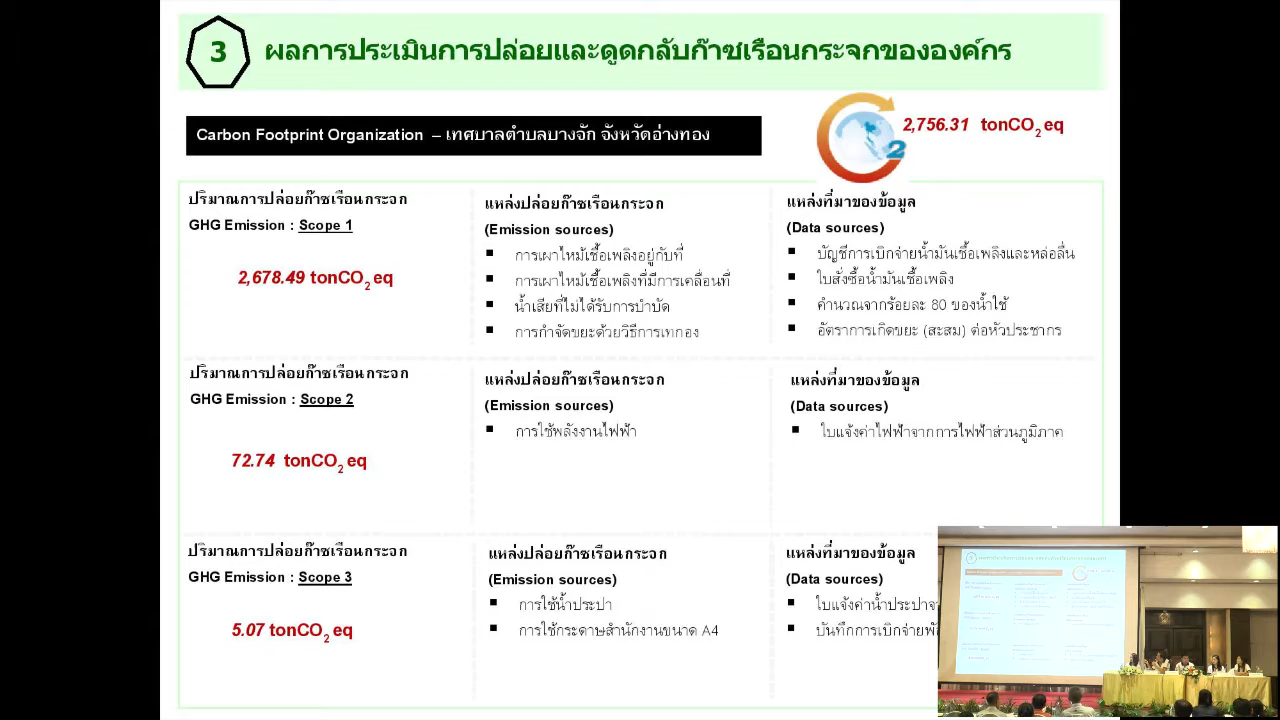 3
ผลการประเมินการปล่อยและดูดกลับก๊าซเรือนกระจกขององค์กร
Carbon Footprint Organization – เทศบาลตำบลบางจัก จังหวัดอ่างทอง
2
2,756.31 tonCO2 eq
ปริมาณการปล่อยก๊าซเรือนกระจก
GHG Emission : Scope 1
2,678.49 tonCO2 eq
แหล่งปล่อยก๊าซเรือนกระจก
(Emission sources)
▪ การเผาไหม้เชื้อเพลิงอยู่กับที่
▪ การเผาไหม้เชื้อเพลิงที่มีการเคลื่อนที่
▪ น้ำเสียที่ไม่ได้รับการบำบัด
▪ การกำจัดขยะด้วยวิธีการเทกอง
แหล่งที่มาของข้อมูล
(Data sources)
▪ บัญชีการเบิกจ่ายน้ำมันเชื้อเพลิงและหล่อลื่น
▪ ใบสั่งซื้อน้ำมันเชื้อเพลิง
▪ คำนวณจากร้อยละ 80 ของน้ำใช้
▪ อัตราการเกิดขยะ (สะสม) ต่อหัวประชากร
ปริมาณการปล่อยก๊าซเรือนกระจก
GHG Emission : Scope 2
72.74 tonCO2 eq
แหล่งปล่อยก๊าซเรือนกระจก
(Emission sources)
▪ การใช้พลังงานไฟฟ้า
แหล่งที่มาของข้อมูล
(Data sources)
▪ ใบแจ้งค่าไฟฟ้าจากการไฟฟ้าส่วนภูมิภาค
ปริมาณการปล่อยก๊าซเรือนกระจก
GHG Emission : Scope 3
5.07 tonCO2 eq
แหล่งปล่อยก๊าซเรือนกระจก
(Emission sources)
▪ การใช้น้ำประปา
▪ การใช้กระดาษสำนักงานขนาด A4
แหล่งที่มาของข้อมูล
(Data sources)
▪ ใบแจ้งค่าน้ำประปา
▪ บันทึกการเบิกจ่าย